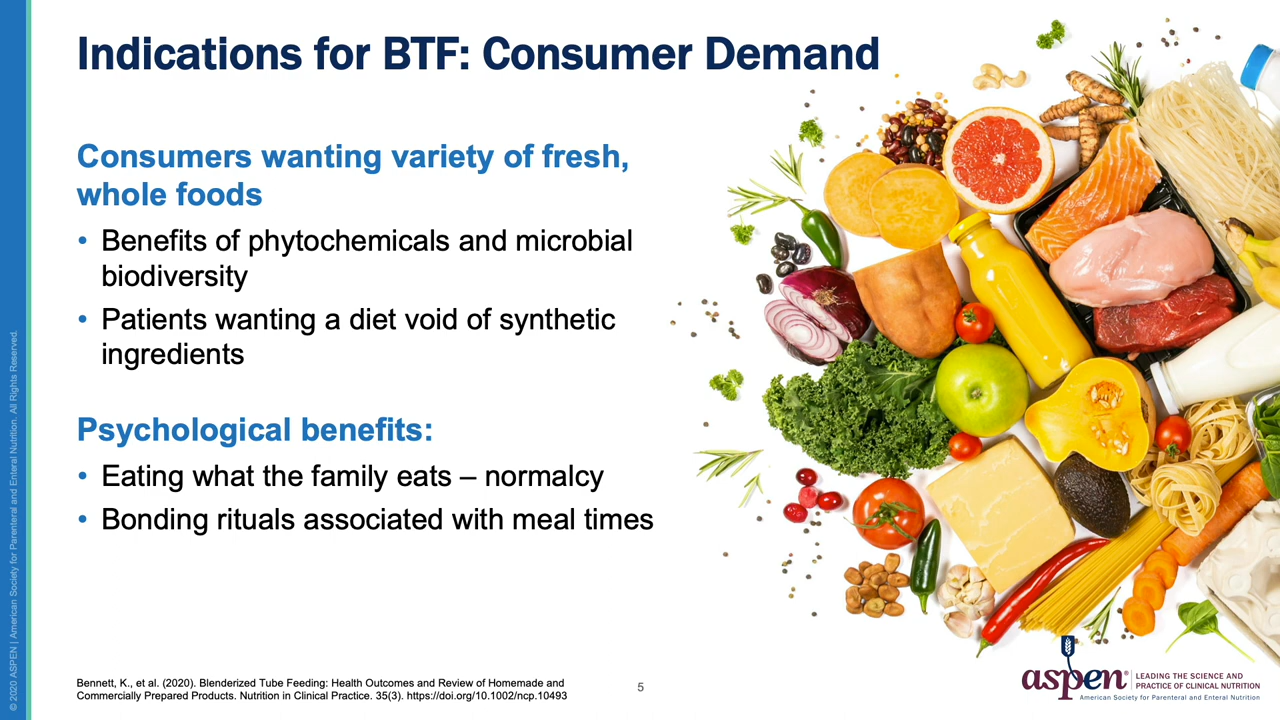 Indications for BTF: Consumer Demand
Consumers wanting variety of fresh,
whole foods
• Benefits of phytochemicals and microbial
biodiversity
• Patients wanting a diet void of synthetic
ingredients
Psychological benefits:
• Eating what the family eats – normalcy
• Bonding rituals associated with meal times
Bennett, K., et al. (2020). Blenderized Tube Feeding: Health Outcomes and Review of Homemade and
Commercially Prepared Products. Nutrition in Clinical Practice. 35(3). https://doi.org/10.1002/ncp.10493
5
aspen®
LEADING THE SCIENCE AND
PRACTICE OF CLINICAL NUTRITION
American Society for Parenteral and Enteral Nutrition
© 2020 ASPEN | American Society for Parenteral and Enteral Nutrition. All Rights Reserved.